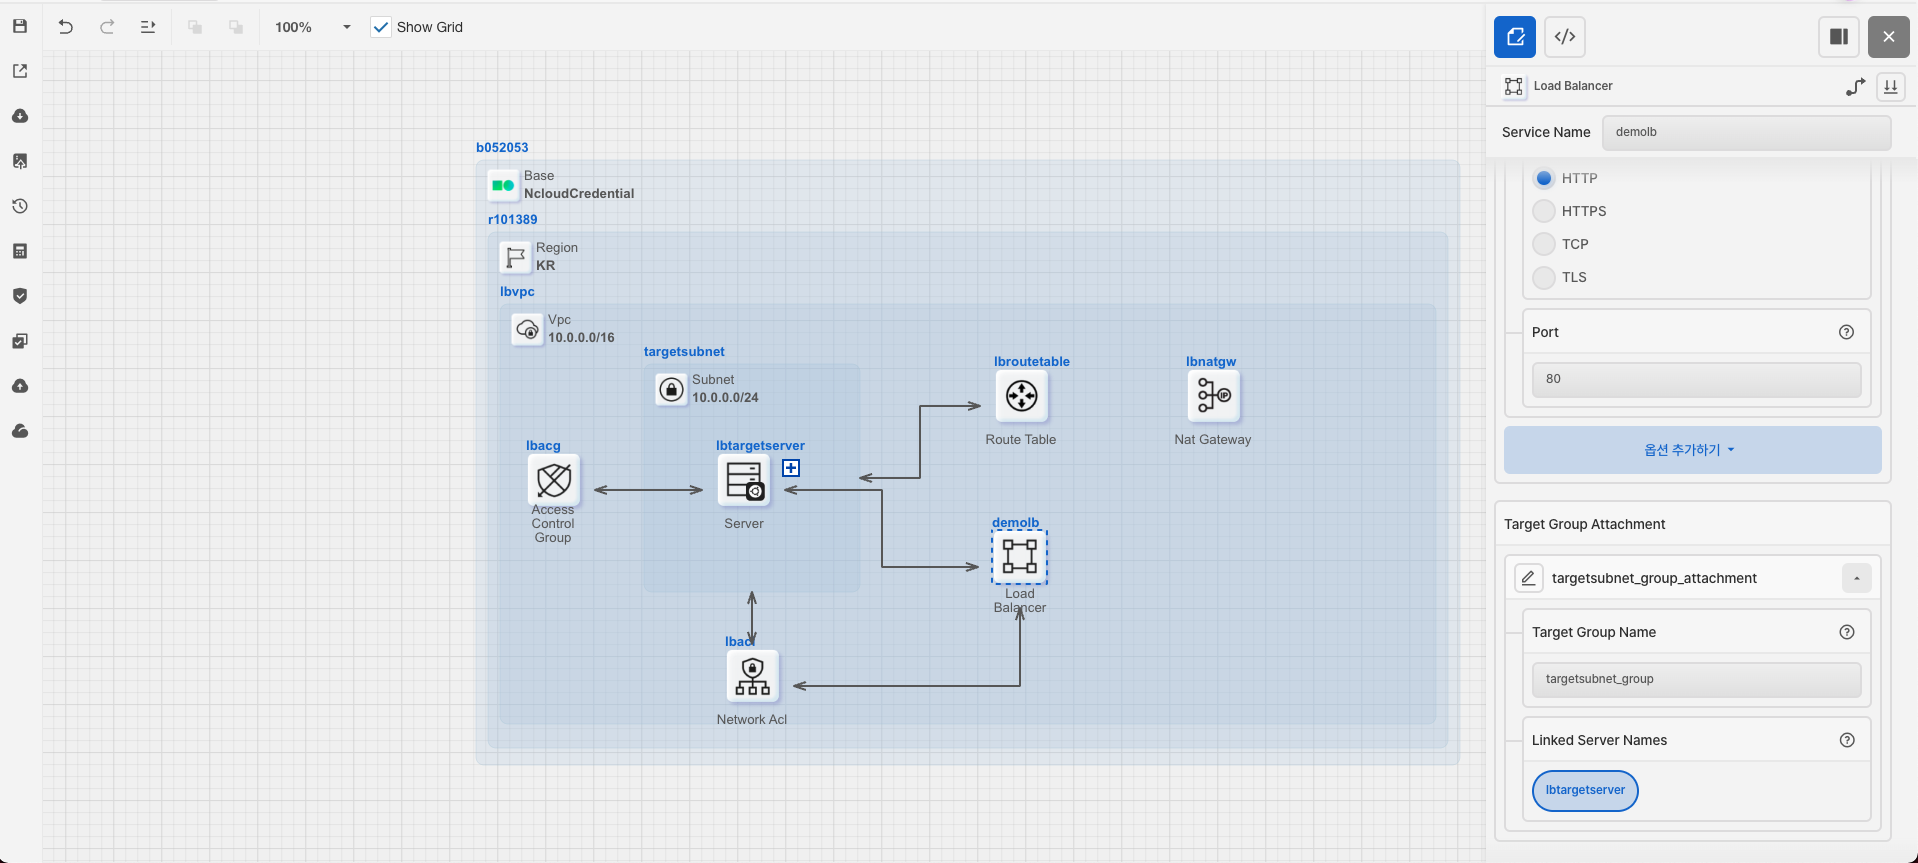 100%
Show Grid
b052053
Base
NcloudCredential
r101389
Region
KR
lbvpc
Vpc
10.0.0.0/16
targetsubnet
Subnet
10.0.0.0/24
lbroutetable
Route Table
lbnatgw
IP
Nat Gateway
lbacg
Access
Control
Group
lbtargetserver
Server
demolb
Load
Balancer
lbacl
Network Acl
</>
Load Balancer
Service Name
demolb
HTTP
HTTPS
TCP
TLS
Port
80
옵션 추가하기
Target Group Attachment
targetsubnet_group_attachment
Target Group Name
targetsubnet_group
Linked Server Names
lbtargetserver